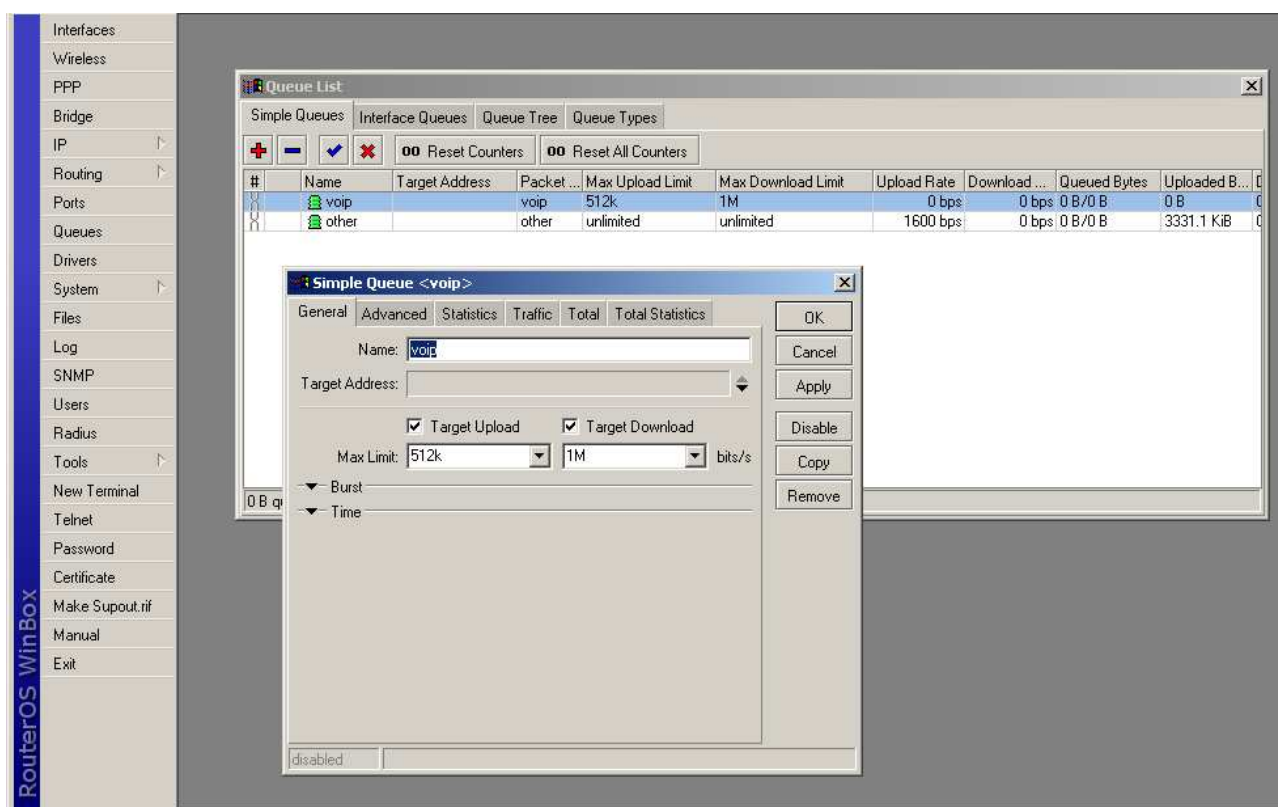 Interfaces
Wireless
PPP
Bridge
IP
Routing
Ports
Queues
Drivers
System
Files
Log
SNMP
Users
Radius
Tools
New Terminal
Telnet
Password
Certificate
Make Supout.rif
Manual
Exit
RouterOS WinBox
Queue List
Simple Queues Interface Queues Queue Tree Queue Types
00 Reset Counters 00 Reset All Counters
# Name Target Address Packet ... Max Upload Limit Max Download Limit Upload Rate Download ... Queued Bytes Uploaded B...
voip voip 512k 1M 0 bps 0 bps 0 B/0 B 0 B
other other unlimited unlimited 1600 bps 0 bps 0 B/0 B 3331.1 KiB
0 B
Simple Queue <voip>
General Advanced Statistics Traffic Total Total Statistics
Name: voip
Target Address:
Target Upload Target Download
Max Limit: 512k 1M bits/s
Burst
Time
OK
Cancel
Apply
Disable
Copy
Remove
disabled